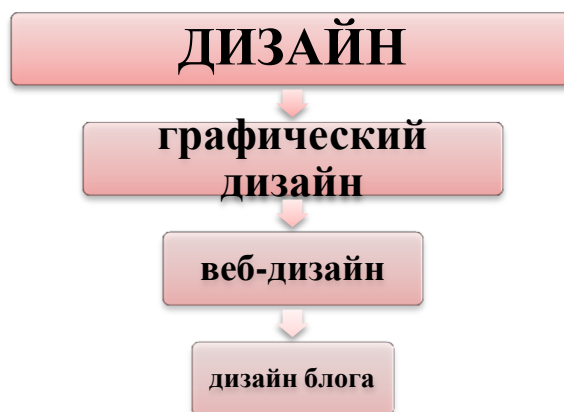 ДИЗАЙН
графический
дизайн
веб-дизайн
дизайн блога